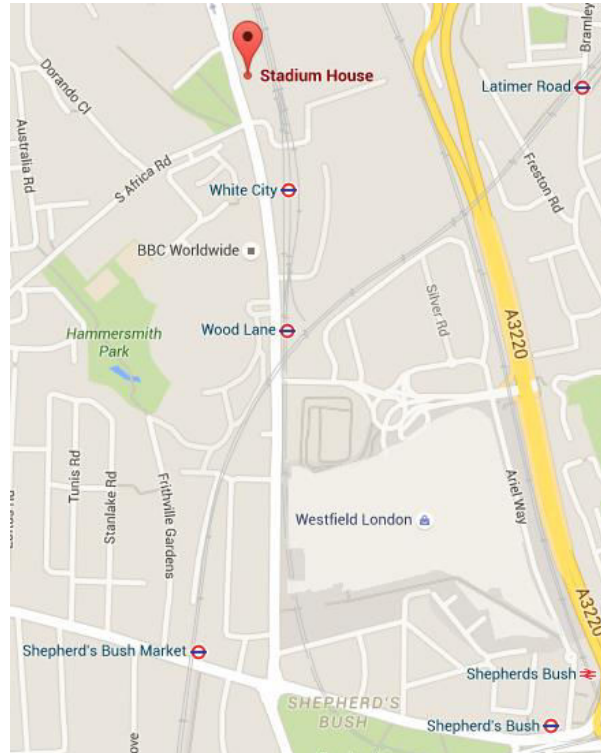 Bramley
Stadium House
Latimer Road
Dorando Cl
Australia Rd
S Africa Rd
Freston Rd
White City
BBC Worldwide
Silver Rd
A3220
Hammersmith
Park
Wood Lane
Tunis Rd
Stanlake Rd
Frithville Gardens
Ariel Way
Westfield London
A3220
Shepherd's Bush Market
Shepherds Bush
SHEPHERD'S
BUSH
Shepherd's Bush